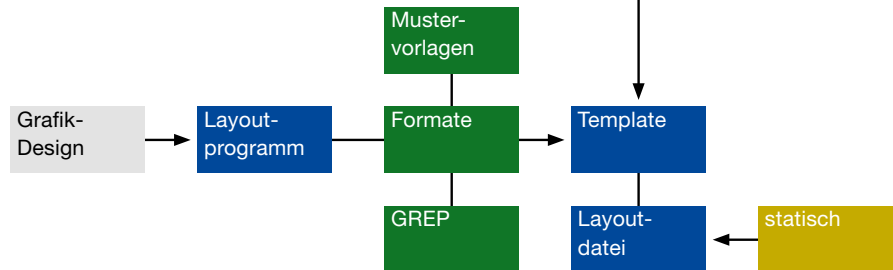 Muster-
vorlagen
Grafik-
Design
Layout-
programm
Formate
Template
GREP
Layout-
datei
statisch